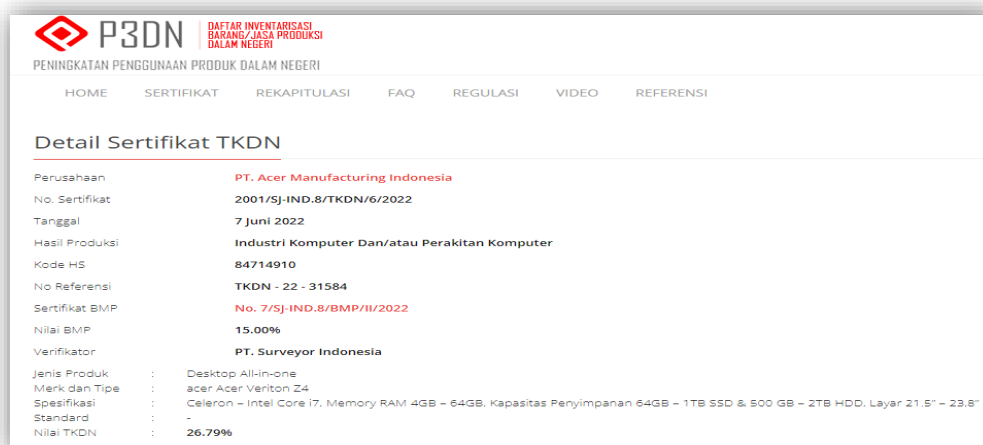 P3DN
DAFTAR INVENTARISASI
BARANG/JASA PRODUKSI
DALAM NEGERI
PENINGKATAN PENGGUNAAN PRODUK DALAM NEGERI
HOME SERTIFIKAT REKAPITULASI FAQ REGULASI VIDEO REFERENSI
Detail Sertifikat TKDN
Perusahaan PT. Acer Manufacturing Indonesia
No. Sertifikat 2001/SJ-IND.8/TKDN/6/2022
Tanggal 7 Juni 2022
Hasil Produksi Industri Komputer Dan/atau Perakitan Komputer
Kode HS 84714910
No Referensi TKDN - 22 - 31584
Sertifikat BMP No. 7/SJ-IND.8/BMP/II/2022
Nilai BMP 15.00%
Verifikator PT. Surveyor Indonesia
Jenis Produk : Desktop All-in-one
Merk dan Tipe : acer Acer Veriton Z4
Spesifikasi : Celeron – Intel Core i7, Memory RAM 4GB – 64GB, Kapasitas Penyimpanan 64GB – 1TB SSD & 500 GB – 2TB HDD, Layar 21.5" – 23.8"
Standard : -
Nilai TKDN : 26.79%